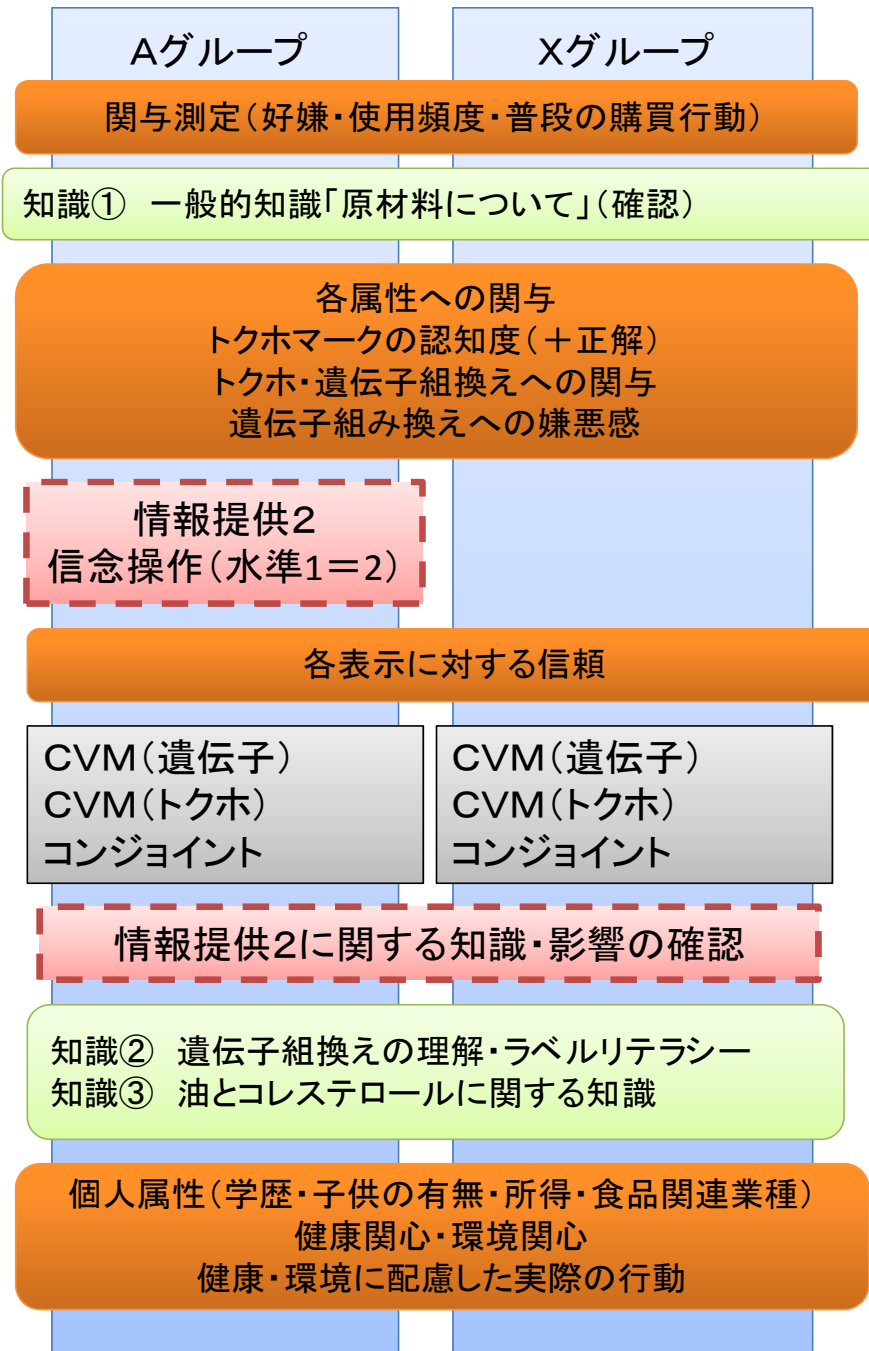 Aグループ
Xグループ
関与測定（好嫌・使用頻度・普段の購買行動）
知識①　一般的知識「原材料について」（確認）
各属性への関与
トクホマークの認知度（＋正解）
トクホ・遺伝子組換えへの関与
遺伝子組み換えへの嫌悪感
情報提供２
信念操作（水準1＝2）
各表示に対する信頼
CVM（遺伝子）
CVM（トクホ）
コンジョイント
CVM（遺伝子）
CVM（トクホ）
コンジョイント
情報提供２に関する知識・影響の確認
知識②　遺伝子組換えの理解・ラベルリテラシー
知識③　油とコレステロールに関する知識
個人属性（学歴・子供の有無・所得・食品関連業種）
健康関心・環境関心
健康・環境に配慮した実際の行動